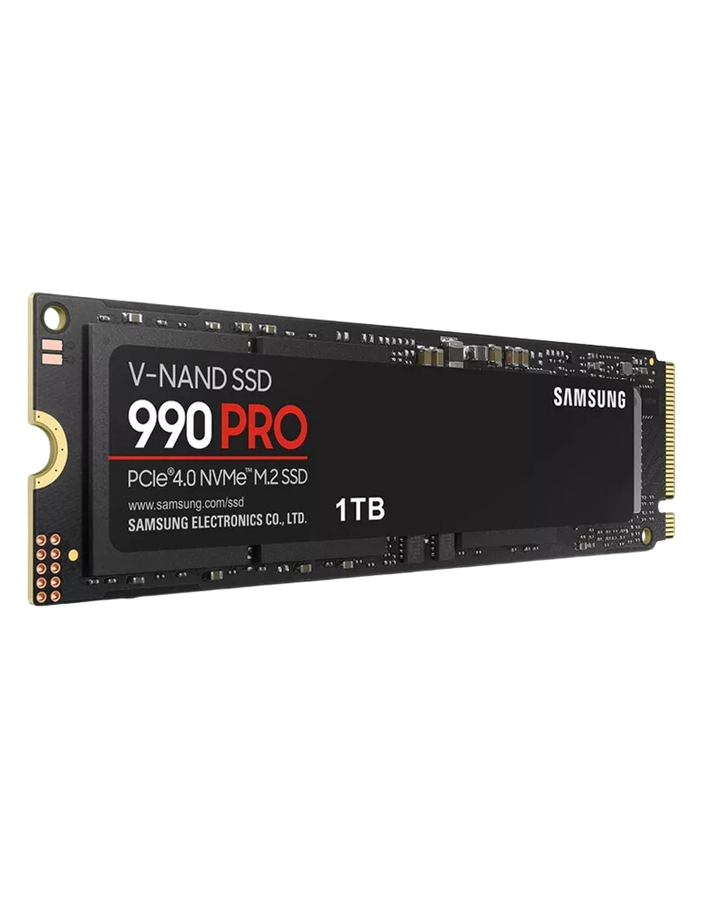 V-NAND SSD
990 PRO
PCIe®4.0 NVMe™ M.2 SSD
www.samsung.com/ssd
SAMSUNG ELECTRONICS CO., LTD.
1TB
SAMSUNG